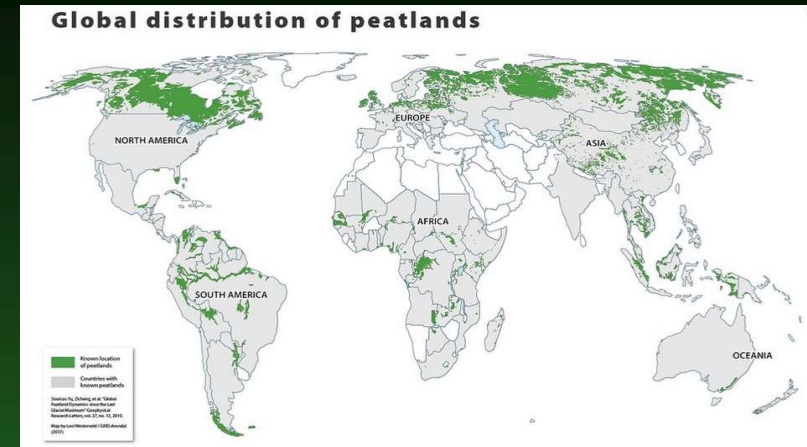 Global distribution of peatlands
NORTH AMERICA
EUROPE
ASIA
AFRICA
SOUTH AMERICA
OCEANIA
Known location
of peatlands
Countries with
known peatlands
Sources: Yu, Zicheng, et al. "Global
Peatland Dynamics since the Last
Glacial Maximum" Geophysical
Research Letters, vol. 37, no. 13, 2010.
Map by Levi Westerveld / GRID-Arendal
(2017)